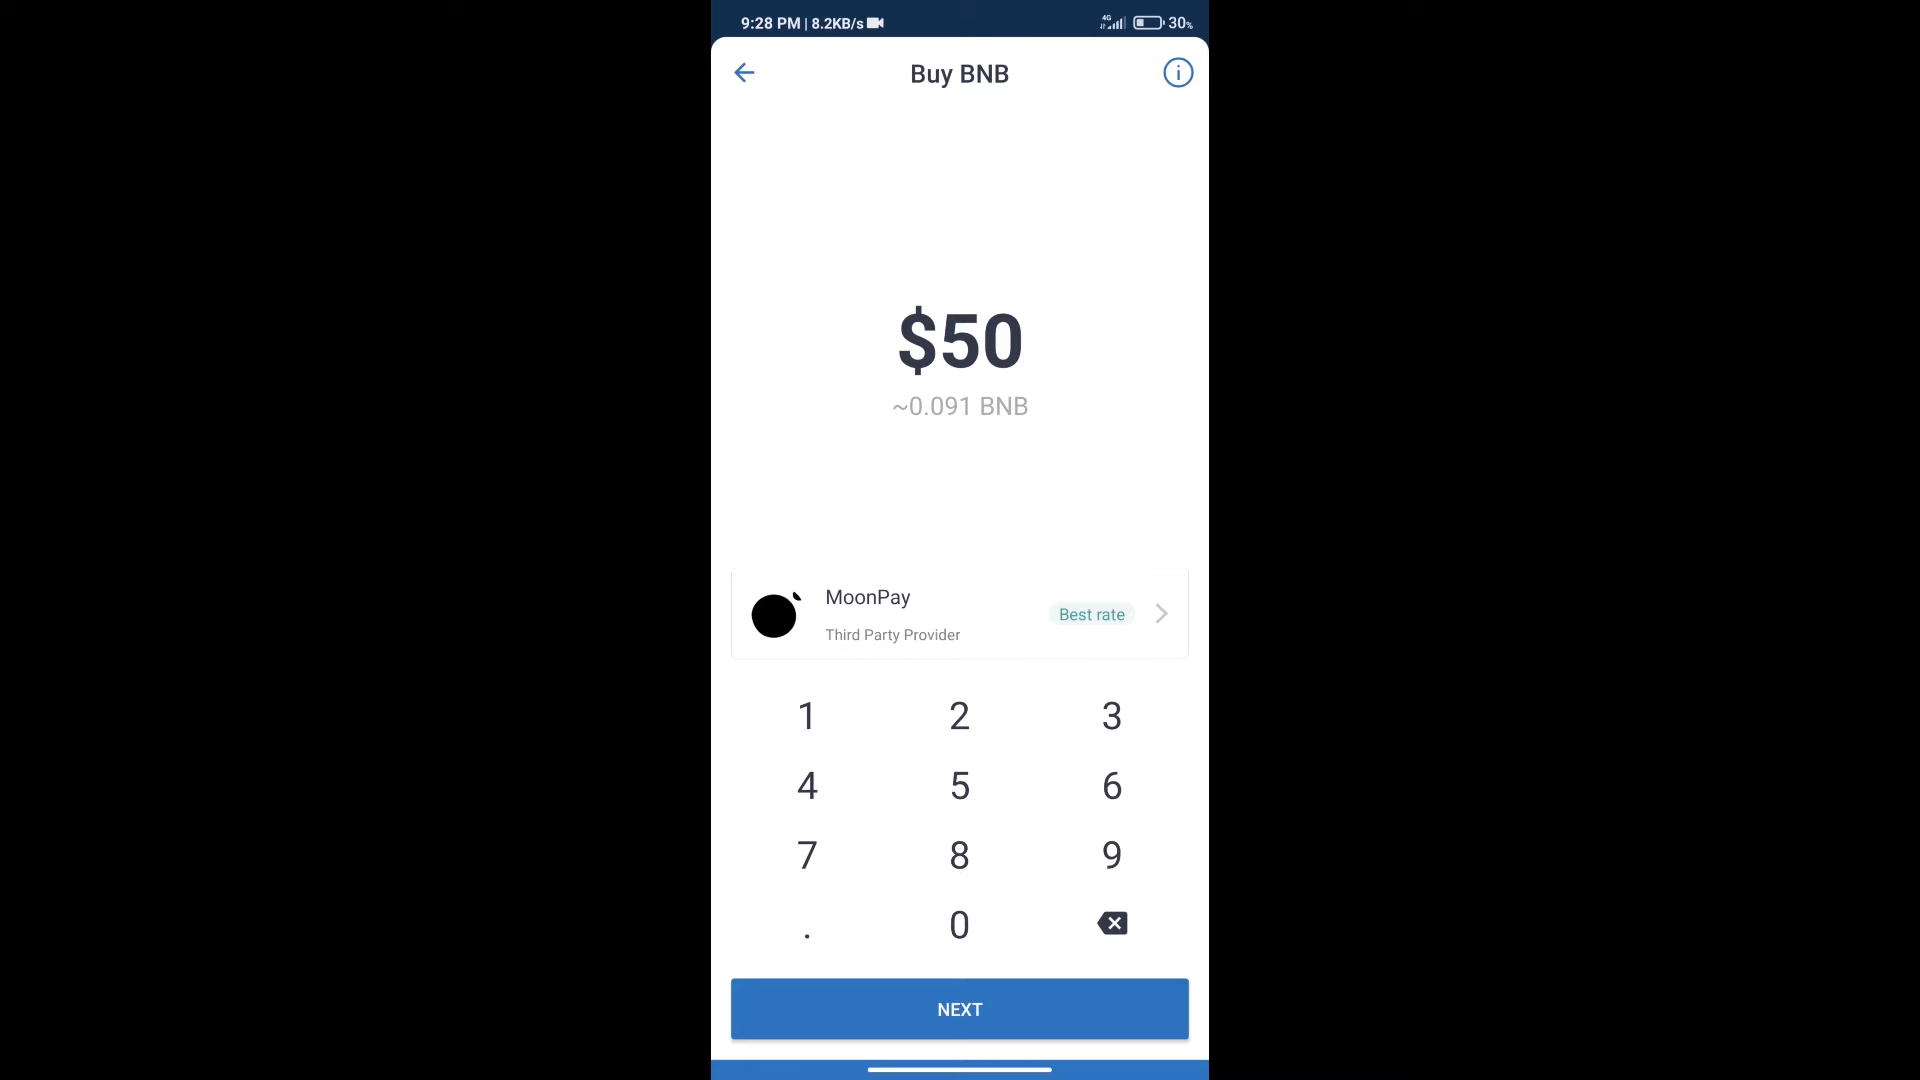 9:28 PM | 8.2KB/s
4G
30%
Buy BNB
$50
~0.091 BNB
MoonPay
Third Party Provider
Best rate
1 2 3
4 5 6
7 8 9
. 0
NEXT